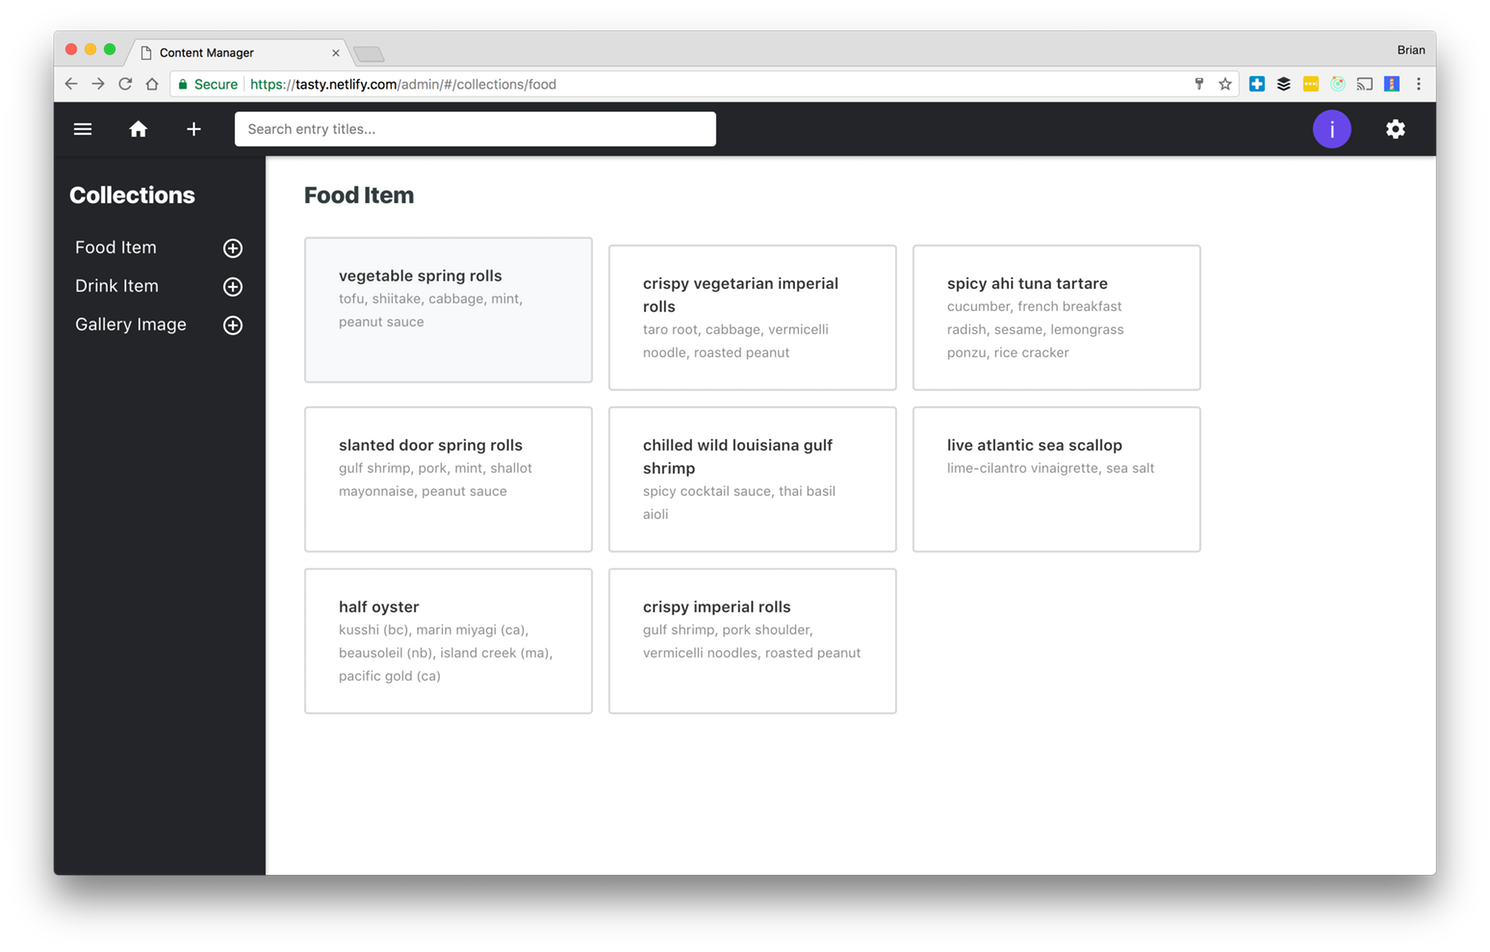 Content Manager
Brian
Secure
https://tasty.netlify.com/admin/#/collections/food
Search entry titles...
i
Collections
Food Item
Drink Item
Gallery Image
Food Item
vegetable spring rolls
tofu, shiitake, cabbage, mint,
peanut sauce
crispy vegetarian imperial
rolls
taro root, cabbage, vermicelli
noodle, roasted peanut
spicy ahi tuna tartare
cucumber, french breakfast
radish, sesame, lemongrass
ponzu, rice cracker
slanted door spring rolls
gulf shrimp, pork, mint, shallot
mayonnaise, peanut sauce
chilled wild louisiana gulf
shrimp
spicy cocktail sauce, thai basil
aioli
live atlantic sea scallop
lime-cilantro vinaigrette, sea salt
half oyster
kusshi (bc), marin miyagi (ca),
beausoleil (nb), island creek (ma),
pacific gold (ca)
crispy imperial rolls
gulf shrimp, pork shoulder,
vermicelli noodles, roasted peanut